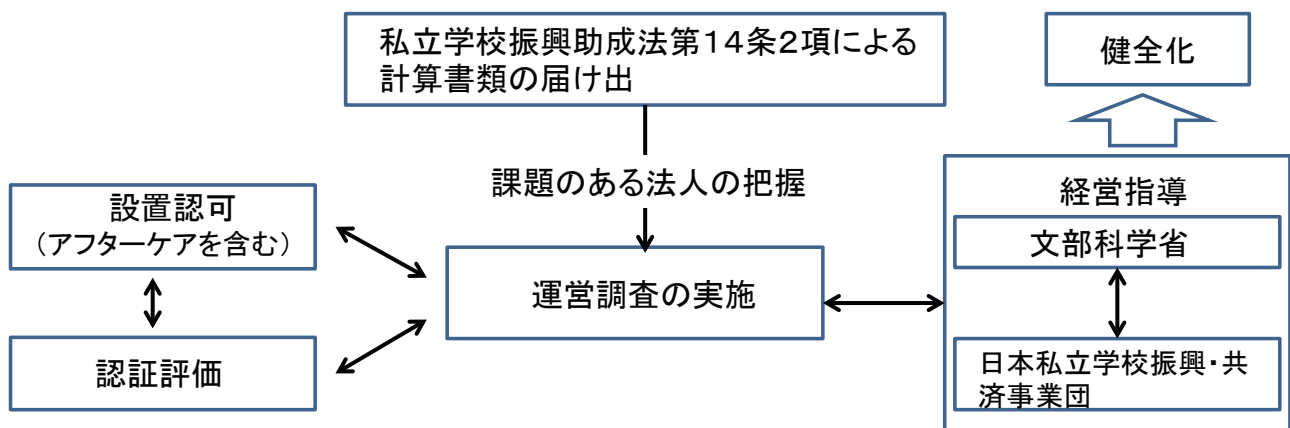 私立学校振興助成法第14条2項による
計算書類の届け出
健全化
課題のある法人の把握
設置認可
（アフターケアを含む）
経営指導
文部科学省
運営調査の実施
認証評価
日本私立学校振興・共
済事業団